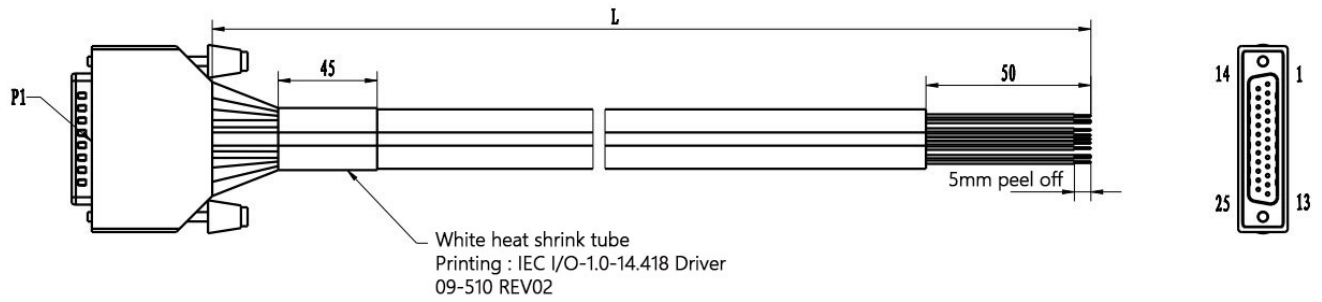 L
45
50
14
1
P1
5mm peel off
25
13
White heat shrink tube
Printing : IEC I/O-1.0-14.418 Driver
09-510 REV02